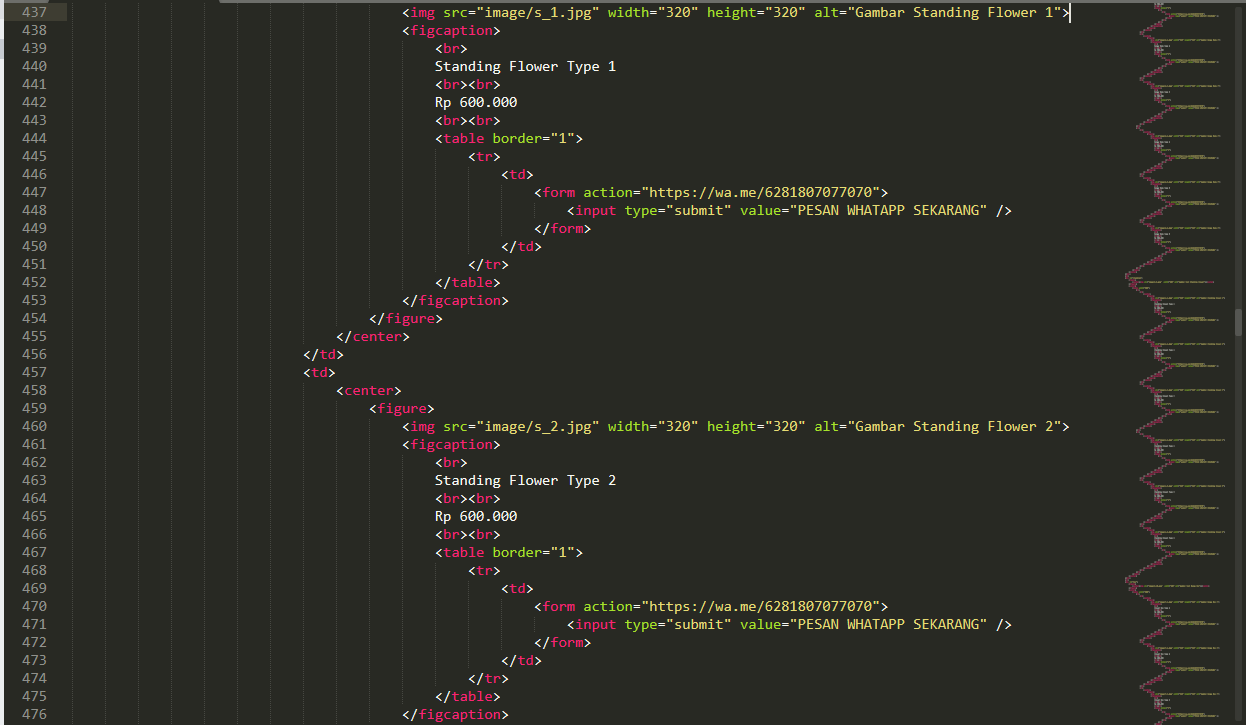 437 <img src="image/s_1.jpg" width="320" height="320" alt="Gambar Standing Flower 1">
438 <figcaption>
439 <br>
440 Standing Flower Type 1
441 <br><br>
442 Rp 600.000
443 <br><br>
444 <table border="1">
445 <tr>
446 <td>
447 <form action="https://wa.me/6281807077070">
448 <input type="submit" value="PESAN WHATAPP SEKARANG" />
449 </form>
450 </td>
451 </tr>
452 </table>
453 </figcaption>
454 </figure>
455 </center>
456 </td>
457 <td>
458 <center>
459 <figure>
460 <img src="image/s_2.jpg" width="320" height="320" alt="Gambar Standing Flower 2">
461 <figcaption>
462 <br>
463 Standing Flower Type 2
464 <br><br>
465 Rp 600.000
466 <br><br>
467 <table border="1">
468 <tr>
469 <td>
470 <form action="https://wa.me/6281807077070">
471 <input type="submit" value="PESAN WHATAPP SEKARANG" />
472 </form>
473 </td>
474 </tr>
475 </table>
476 </figcaption>